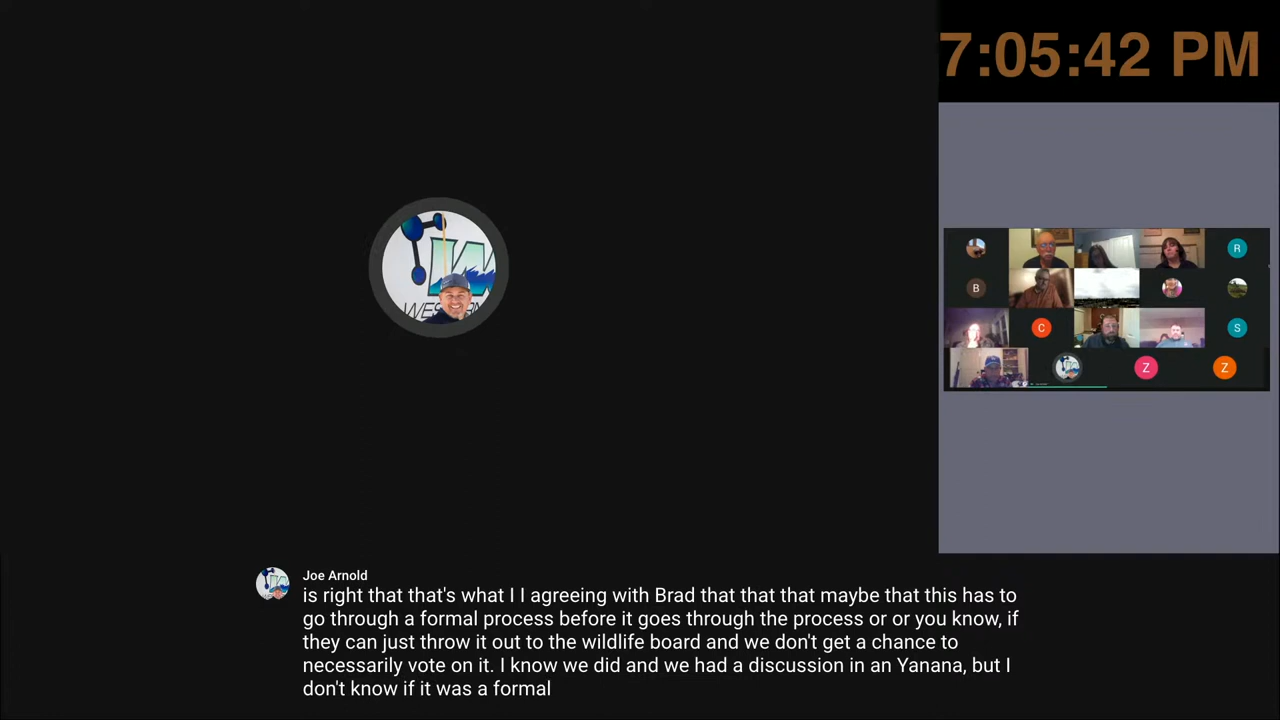 7:05:42 PM
WESTERN
R
B
C
S
Z
Z
Joe Arnold
is right that that's what I I agreeing with Brad that that that maybe that this has to
go through a formal process before it goes through the process or or you know, if
they can just throw it out to the wildlife board and we don't get a chance to
necessarily vote on it. I know we did and we had a discussion in an Yanana, but I
don't know if it was a formal